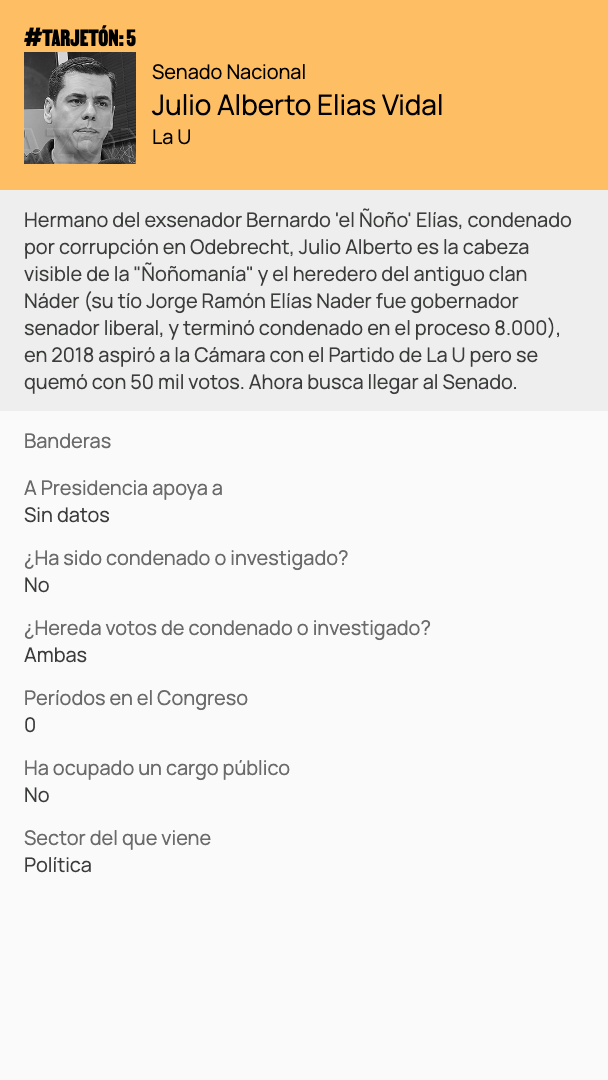 #TARJETÓN: 5
Senado Nacional
Julio Alberto Elias Vidal
La U
Hermano del exsenador Bernardo 'el Ñoño' Elías, condenado
por corrupción en Odebrecht, Julio Alberto es la cabeza
visible de la "Ñoñomanía" y el heredero del antiguo clan
Náder (su tío Jorge Ramón Elías Nader fue gobernador
senador liberal, y terminó condenado en el proceso 8.000),
en 2018 aspiró a la Cámara con el Partido de La U pero se
quemó con 50 mil votos. Ahora busca llegar al Senado.
Banderas
A Presidencia apoya a
Sin datos
¿Ha sido condenado o investigado?
No
¿Hereda votos de condenado o investigado?
Ambas
Períodos en el Congreso
0
Ha ocupado un cargo público
No
Sector del que viene
Política